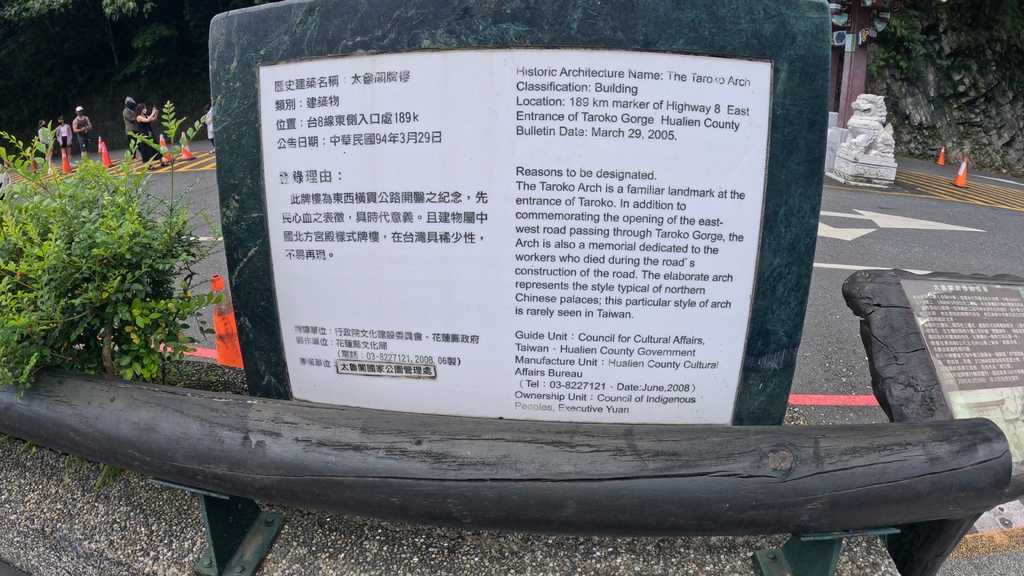 歷史建築名稱：太魯閣牌樓
類別：建築物
位置：台8線東側入口處189k
公告日期：中華民國94年3月29日
登錄理由：
此牌樓為東西橫貫公路開鑿之紀念，先
民心血之表徵，具時代意義。且建物屬中
國北方宮殿樣式牌樓，在台灣具稀少性，
不易再現。
指導單位：行政院文化建設委員會、花蓮縣政府
製作單位：花蓮縣文化局
（電話：03-8227121, 2008, 06製）
單位：太魯閣國家公園管理處
Historic Architecture Name: The Taroko Arch
Classification: Building
Location: 189 km marker of Highway 8 East
Entrance of Taroko Gorge Hualien County
Bulletin Date: March 29, 2005.
Reasons to be designated.
The Taroko Arch is a familiar landmark at the
entrance of Taroko. In addition to
commemorating the opening of the east-
west road passing through Taroko Gorge, the
Arch is also a memorial dedicated to the
workers who died during the road's
construction of the road. The elaborate arch
represents the style typical of northern
Chinese palaces; this particular style of arch
is rarely seen in Taiwan.
Guide Unit：Council for Cultural Affairs,
Taiwan、Hualien County Government
Manufacture Unit：Hualien County Cultural
Affairs Bureau
（Tel：03-8227121、Date:June,2008）
Ownership Unit：Council of Indigenous
Peoples, Executive Yuan